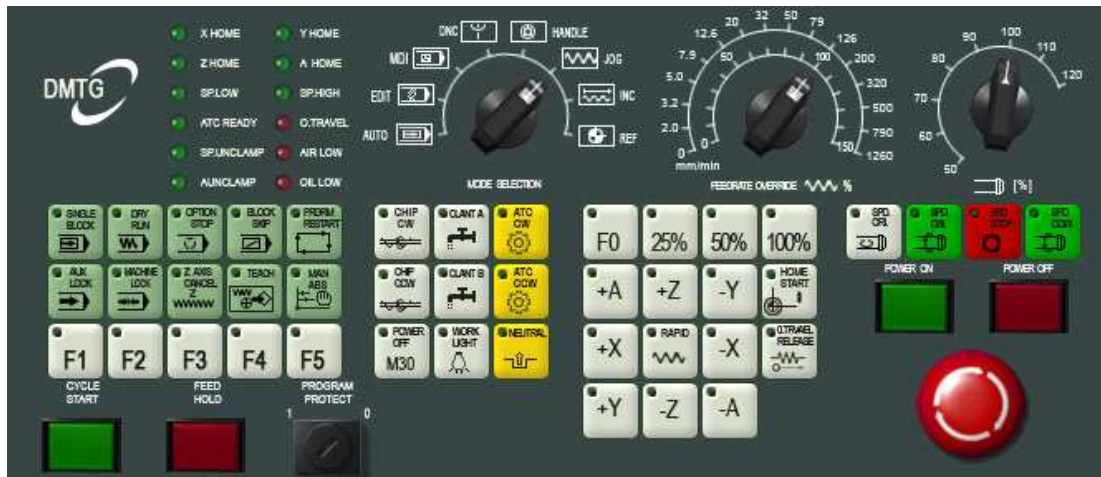 DMTG
X HOME
Y HOME
Z HOME
A HOME
SP.LOW
SP.HIGH
ATC READY
O.TRAVEL
SP.UNCLAMP
AIR LOW
A.UNCLAMP
OIL LOW
DNC
HANDLE
MDI
JOG
EDIT
INC
AUTO
REF
MODE SELECTION
0
2.0
3.2
5.0
7.9
12.6
20
32
50
79
126
200
320
500
790
1260
mm/min
0
50
100
150
FEEDRATE OVERRIDE
%
50
60
70
80
90
100
110
120
[%]
SINGLE
BLOCK
DRY
RUN
OPTION
STOP
BLOCK
SKIP
PRGRM
RESTART
AUX
LOCK
MACHINE
LOCK
Z AXIS
CANCEL
Z
TEACH
MAN
ABS
F1
F2
F3
F4
F5
CHIP
CW
CLANT A
ATC
CW
CHIP
CCW
CLANT B
ATC
CCW
POWER
OFF
M30
WORK
LIGHT
NEUTRAL
F0
25%
50%
100%
+A
+Z
-Y
HOME
START
+X
RAPID
-X
O.TRAVEL
RELEASE
+Y
-Z
-A
SPD.
ORI.
SPD.
SPD.
STOP
SPD.
POWER ON
POWER OFF
CYCLE
START
FEED
HOLD
PROGRAM
PROTECT
1
0